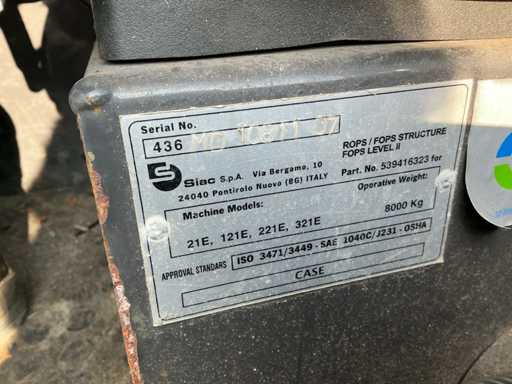 Serial No.
436
ROPS / FOPS STRUCTURE
FOPS LEVEL II
Siac S.p.A. Via Bergamo, 10
24040 Pontirolo Nuovo (BG) ITALY
Part. No. 539416323 for
Machine Models:
Operative Weight:
21E, 121E, 221E, 321E
8000 Kg
APPROVAL STANDARS ISO 3471/3449 - SAE 1040C/J231 - OSHA
CASE